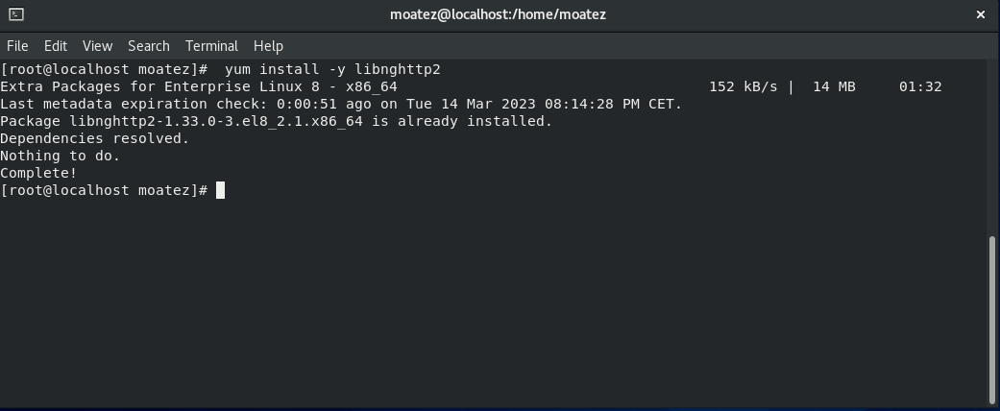 moatez@localhost:/home/moatez
File Edit View Search Terminal Help
[root@localhost moatez]#  yum install -y libnghttp2
Extra Packages for Enterprise Linux 8 - x86_64                                    152 kB/s |  14 MB     01:32
Last metadata expiration check: 0:00:51 ago on Tue 14 Mar 2023 08:14:28 PM CET.
Package libnghttp2-1.33.0-3.el8_2.1.x86_64 is already installed.
Dependencies resolved.
Nothing to do.
Complete!
[root@localhost moatez]#